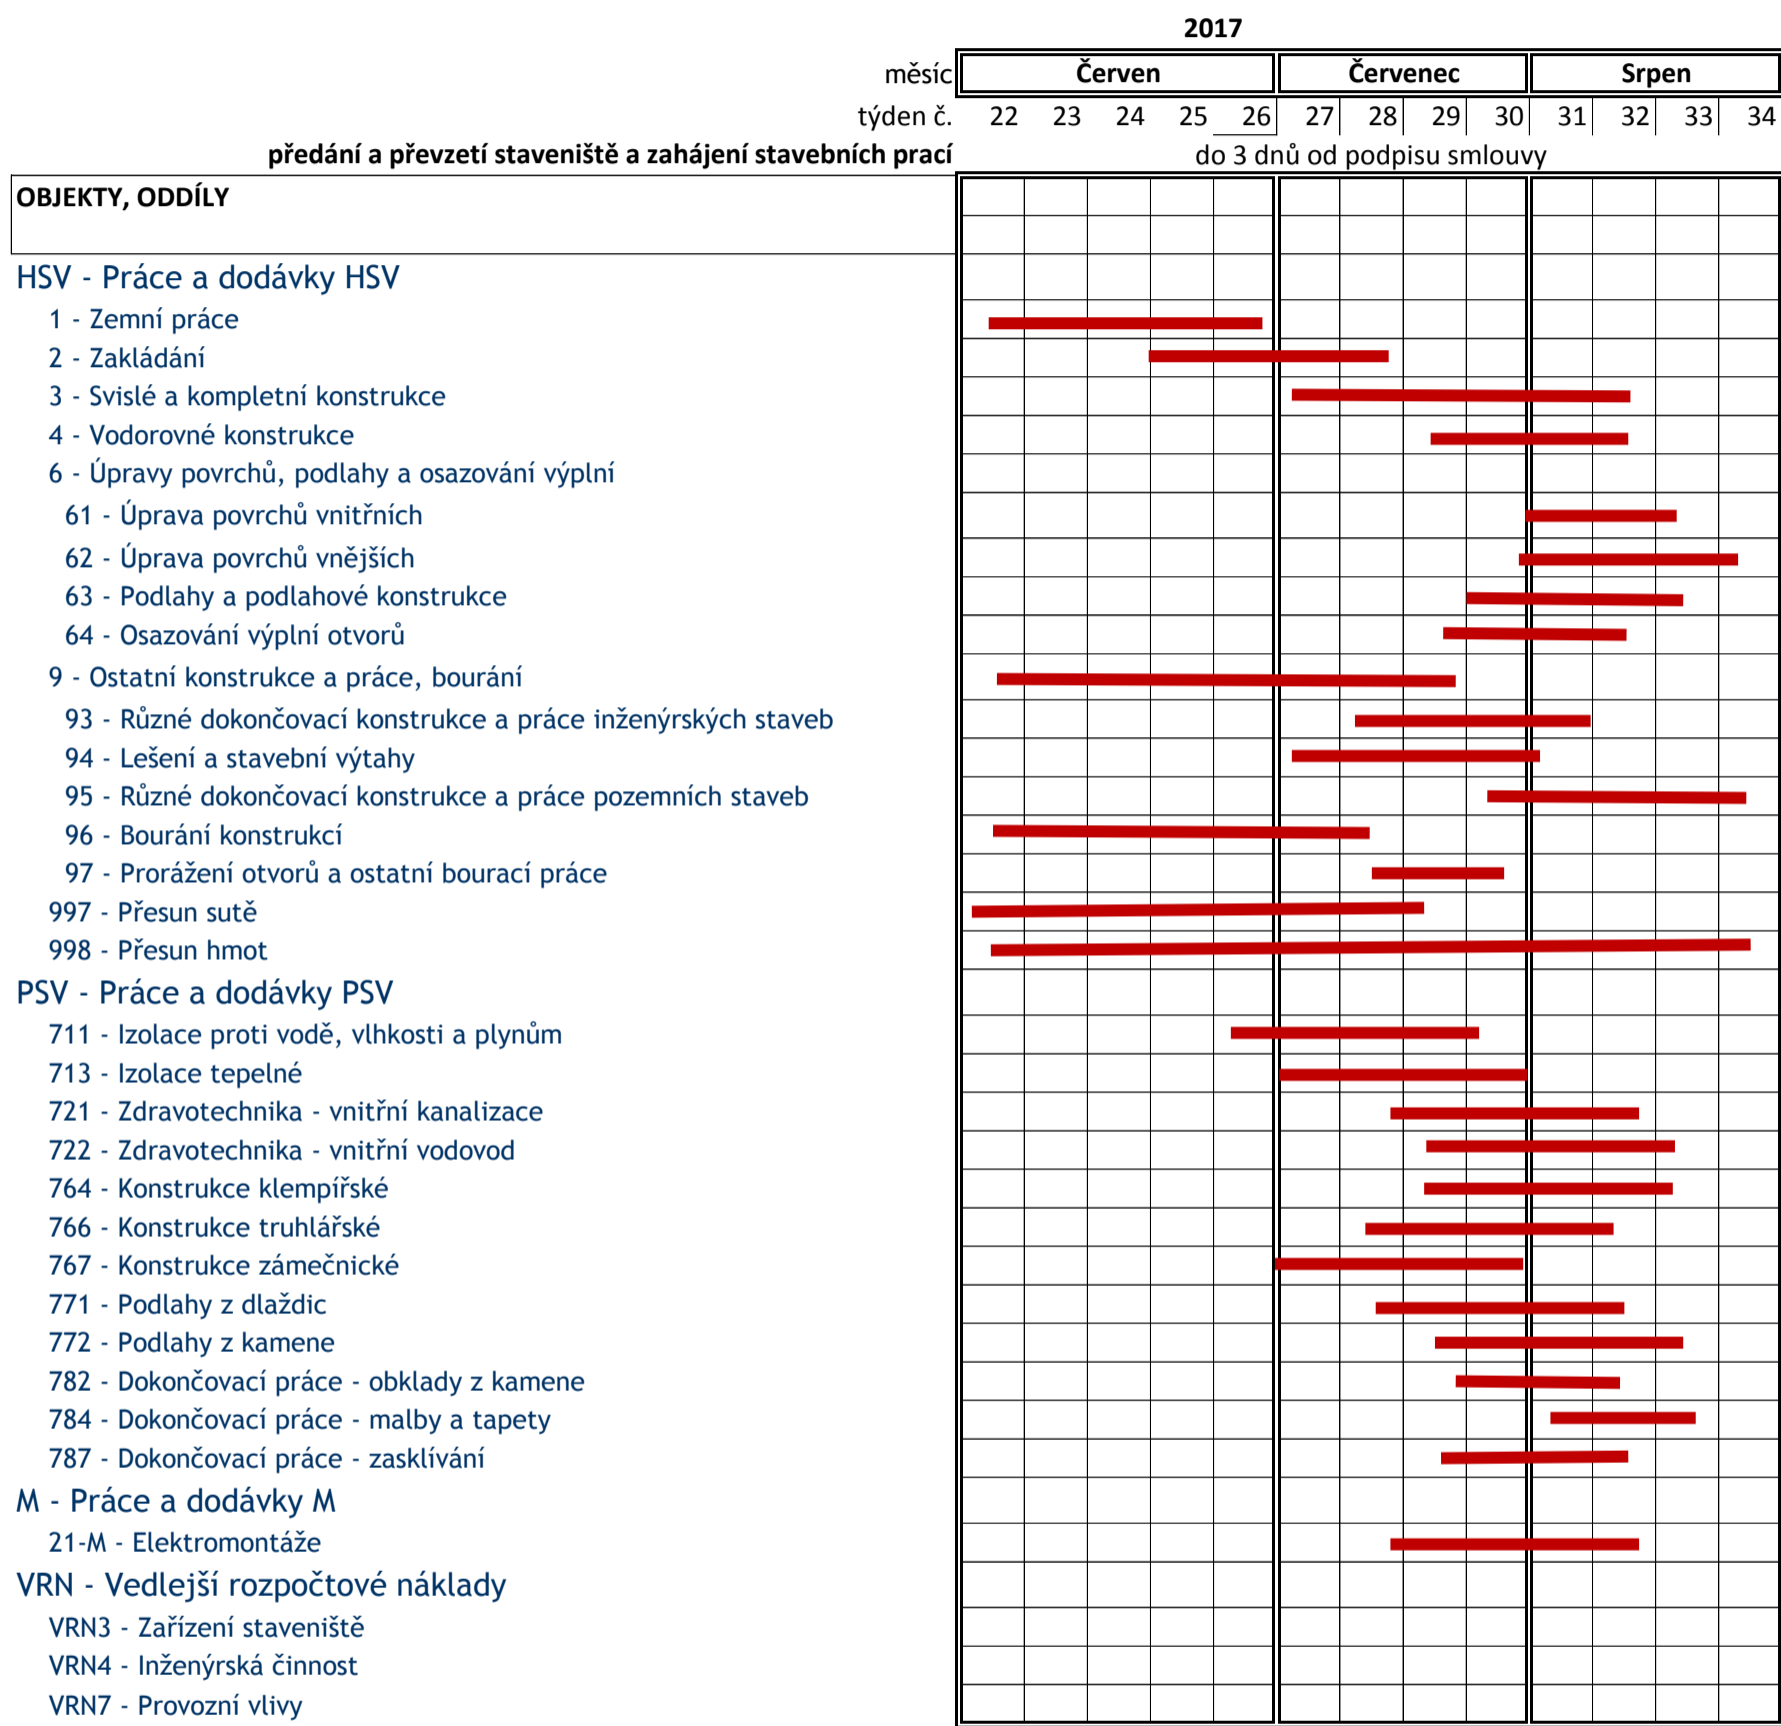 2017
měsíc Červen Červenec Srpen
týden č. 22 23 24 25 26 27 28 29 30 31 32 33 34
předání a převzetí staveniště a zahájení stavebních prací do 3 dnů od podpisu smlouvy
OBJEKTY, ODDÍLY
HSV - Práce a dodávky HSV
1 - Zemní práce
2 - Zakládání
3 - Svislé a kompletní konstrukce
4 - Vodorovné konstrukce
6 - Úpravy povrchů, podlahy a osazování výplní
61 - Úprava povrchů vnitřních
62 - Úprava povrchů vnějších
63 - Podlahy a podlahové konstrukce
64 - Osazování výplní otvorů
9 - Ostatní konstrukce a práce, bourání
93 - Různé dokončovací konstrukce a práce inženýrských staveb
94 - Lešení a stavební výtahy
95 - Různé dokončovací konstrukce a práce pozemních staveb
96 - Bourání konstrukcí
97 - Prorážení otvorů a ostatní bourací práce
997 - Přesun sutě
998 - Přesun hmot
PSV - Práce a dodávky PSV
711 - Izolace proti vodě, vlhkosti a plynům
713 - Izolace tepelné
721 - Zdravotechnika - vnitřní kanalizace
722 - Zdravotechnika - vnitřní vodovod
764 - Konstrukce klempířské
766 - Konstrukce truhlářské
767 - Konstrukce zámečnické
771 - Podlahy z dlaždic
772 - Podlahy z kamene
782 - Dokončovací práce - obklady z kamene
784 - Dokončovací práce - malby a tapety
787 - Dokončovací práce - zasklívání
M - Práce a dodávky M
21-M - Elektromontáže
VRN - Vedlejší rozpočtové náklady
VRN3 - Zařízení staveniště
VRN4 - Inženýrská činnost
VRN7 - Provozní vlivy